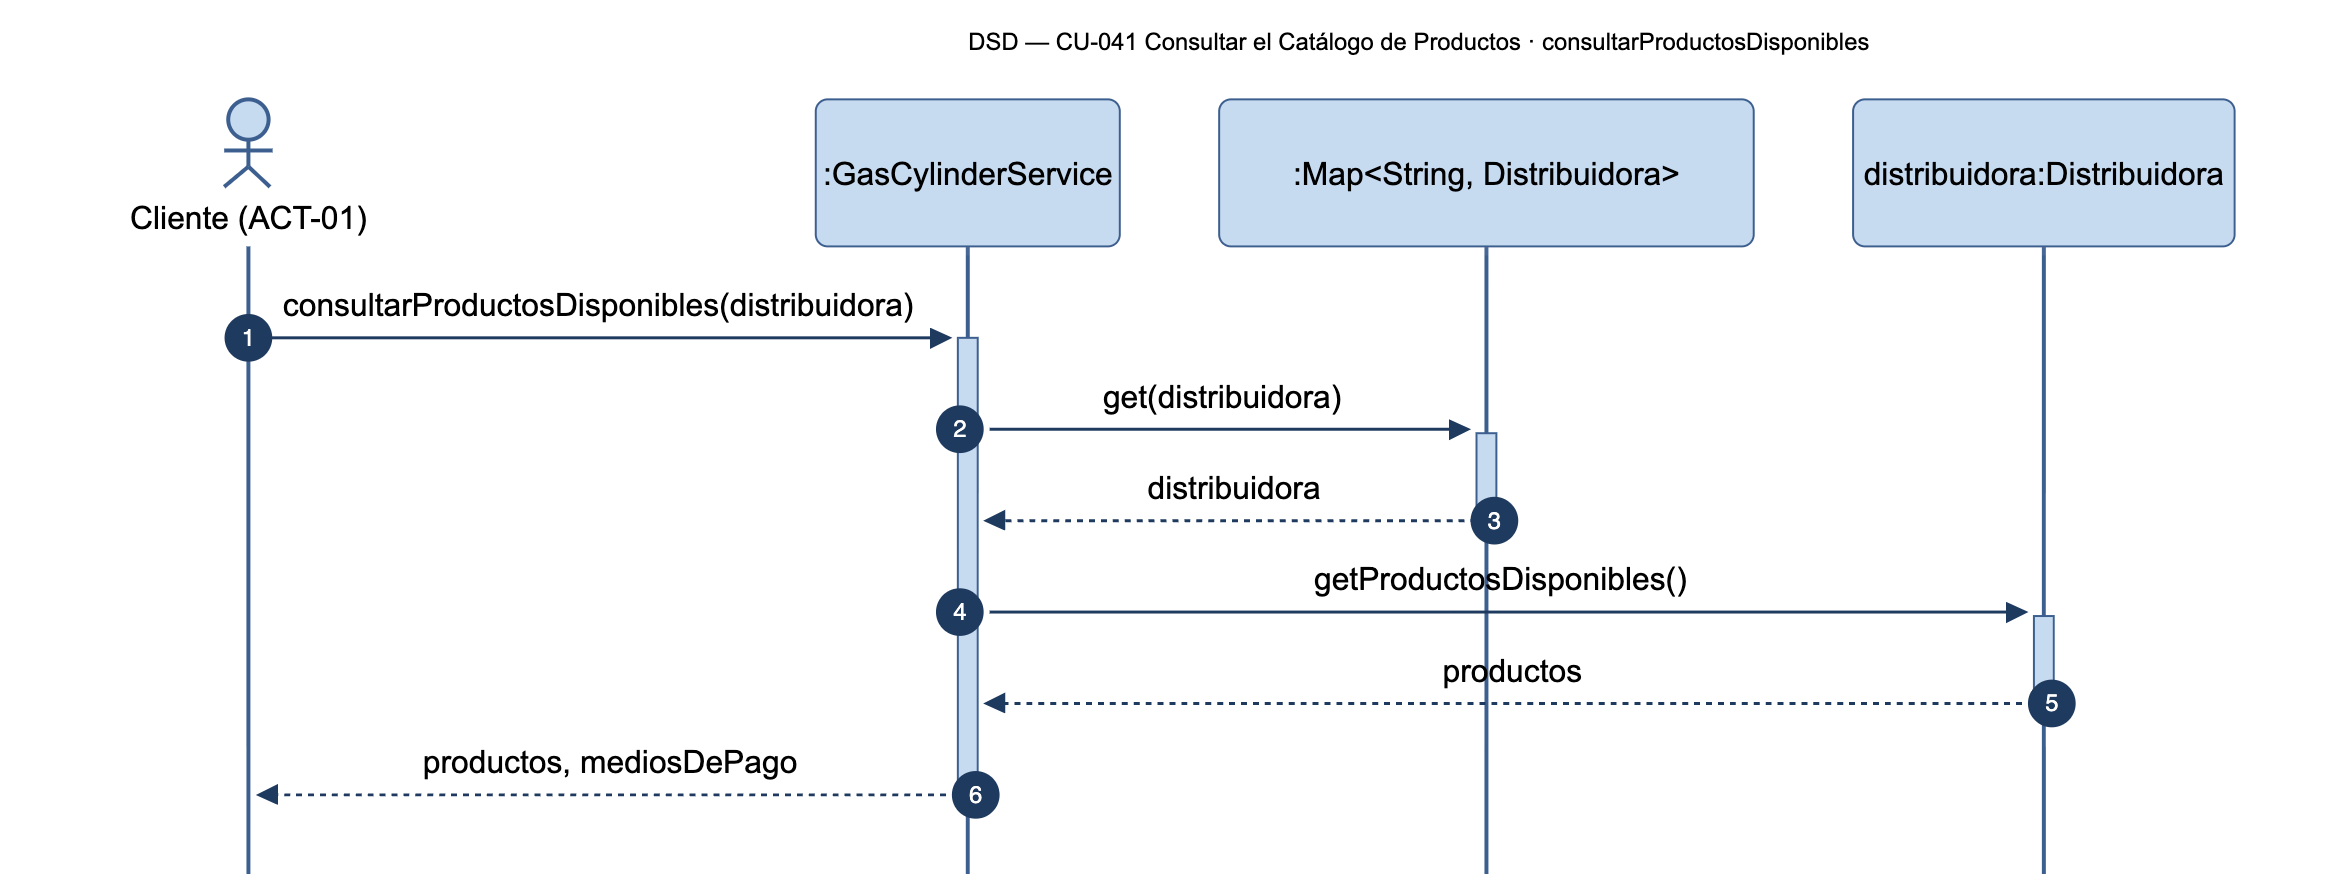 DSD — CU-041 Consultar el Catálogo de Productos · consultarProductosDisponibles
Cliente (ACT-01)
:GasCylinderService
:Map<String, Distribuidora>
distribuidora:Distribuidora
consultarProductosDisponibles(distribuidora)
1
get(distribuidora)
2
distribuidora
3
getProductosDisponibles()
4
productos
5
productos, mediosDePago
6